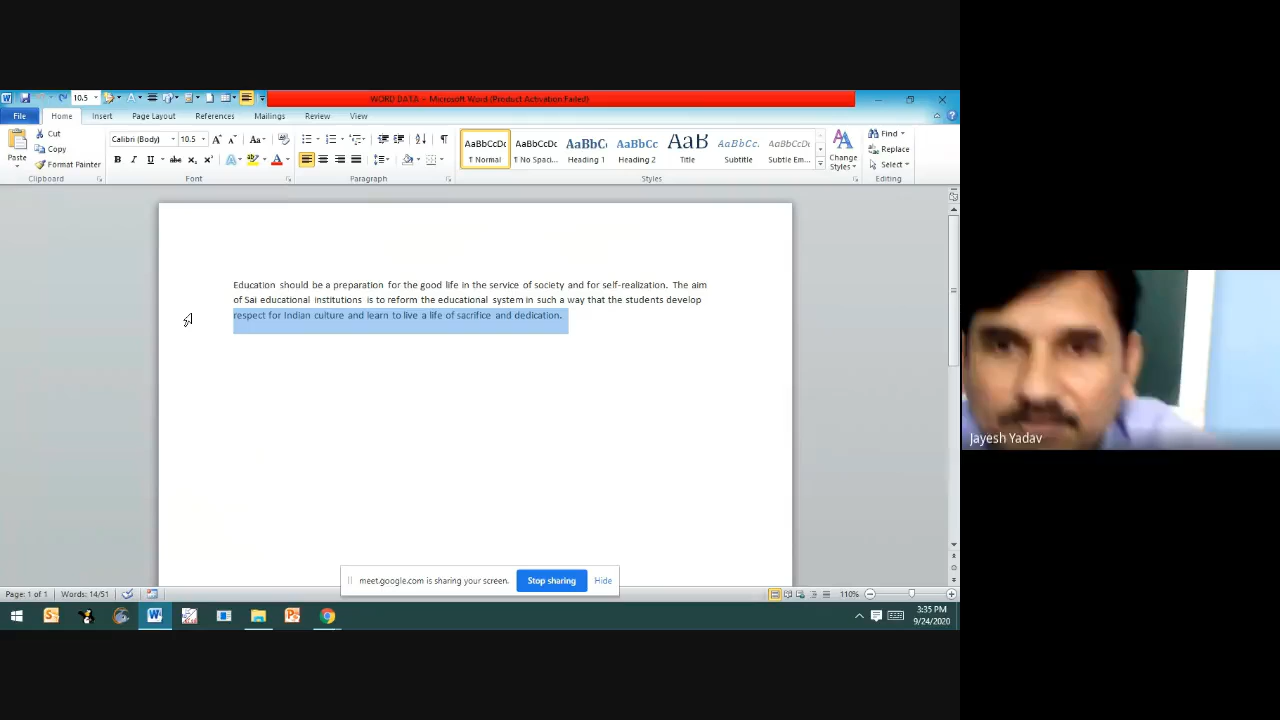 10.5
WORD DATA - Microsoft Word (Product Activation Failed)
File Home Insert Page Layout References Mailings Review View
Paste
Cut
Copy
Format Painter
Clipboard
Calibri (Body) 10.5
Font
Paragraph
AaBbCcDc AaBbCcDc AaBbC AaBbCc AaB AaBbCc. AaBbCcDc
¶ Normal ¶ No Spac... Heading 1 Heading 2 Title Subtitle Subtle Em...
Styles
Change
Styles
Find
Replace
Select
Editing
Education should be a preparation for the good life in the service of society and for self-realization. The aim
of Sai educational institutions is to reform the educational system in such a way that the students develop
respect for Indian culture and learn to live a life of sacrifice and dedication.
Jayesh Yadav
meet.google.com is sharing your screen. Stop sharing Hide
Page: 1 of 1 Words: 14/51 110%
3:35 PM
9/24/2020